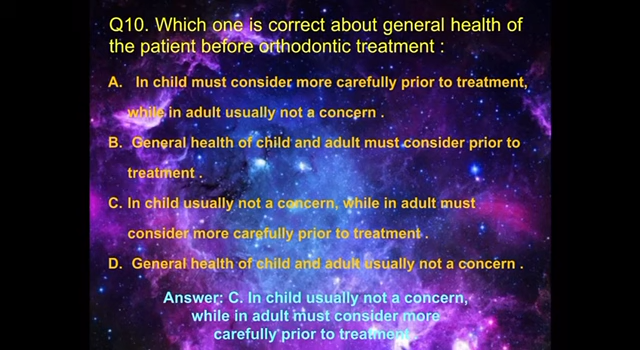 Q10. Which one is correct about general health of
the patient before orthodontic treatment :
A. In child must consider more carefully prior to treatment,
while in adult usually not a concern .
B. General health of child and adult must consider prior to
treatment .
C. In child usually not a concern, while in adult must
consider more carefully prior to treatment .
D. General health of child and adult usually not a concern .
Answer: C. In child usually not a concern,
while in adult must consider more
carefully prior to treatment